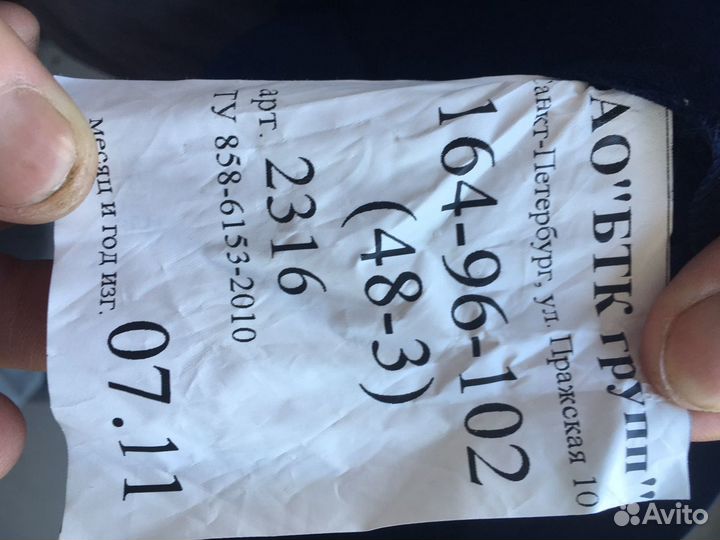 АО"БТК групп"
Санкт-Петербург, ул. Пражская 10
164-96-102
(48-3)
арт. 2316
ТУ 858-6153-2010
месяц и год изг. 07.11
Avito